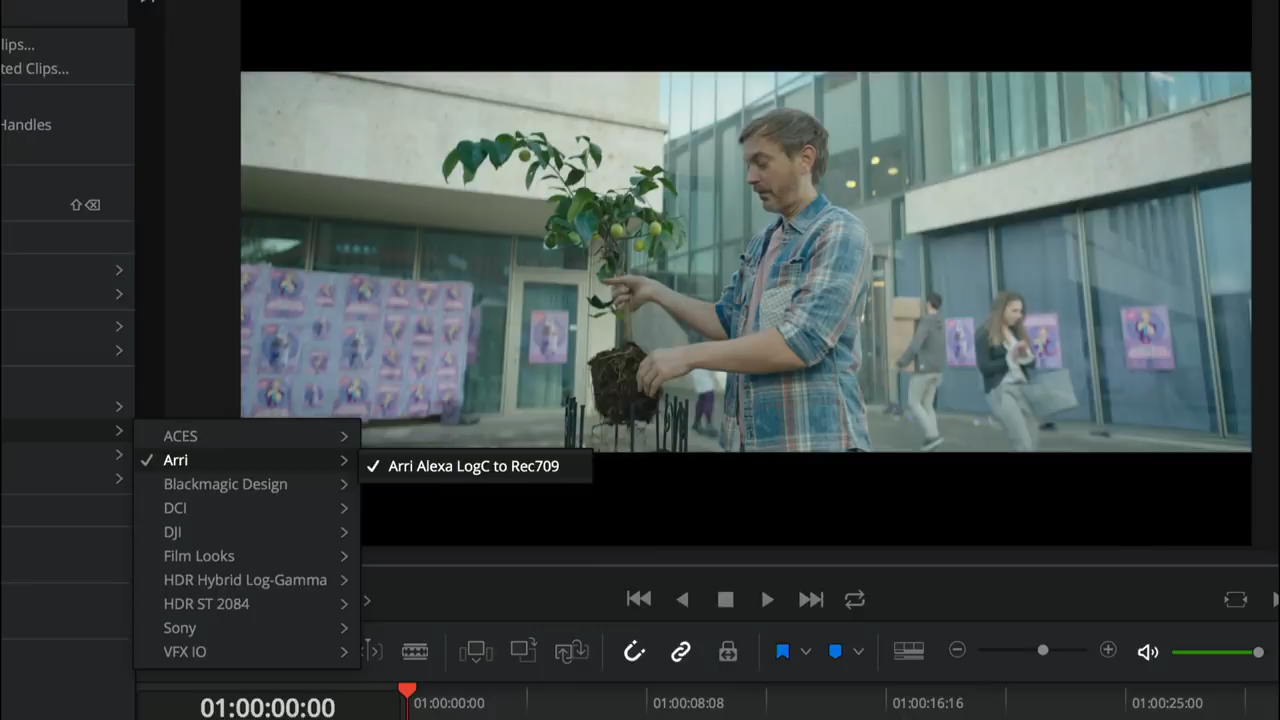 lips...
ted Clips...
Handles
ACES
Arri
Arri Alexa LogC to Rec709
Blackmagic Design
DCI
DJI
Film Looks
HDR Hybrid Log-Gamma
HDR ST 2084
Sony
VFX IO
01:00:00:00
01:00:00:00
01:00:08:08
01:00:16:16
01:00:25:00